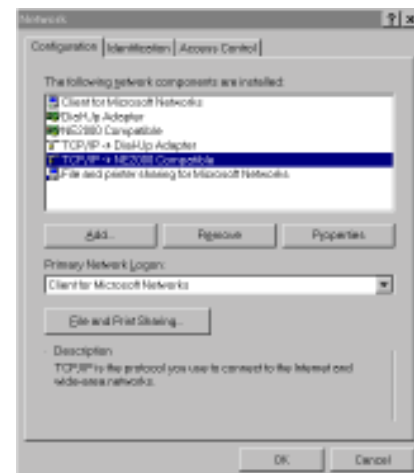 Network
Configuration Identification Access Control
The following network components are installed:
Client for Microsoft Networks
Dial-Up Adapter
NE2000 Compatible
TCP/IP -> Dial-Up Adapter
TCP/IP -> NE2000 Compatible
File and printer sharing for Microsoft Networks
Add... Remove Properties
Primary Network Logon:
Client for Microsoft Networks
File and Print Sharing...
Description
TCP/IP is the protocol you use to connect to the Internet and
wide-area networks.
OK Cancel